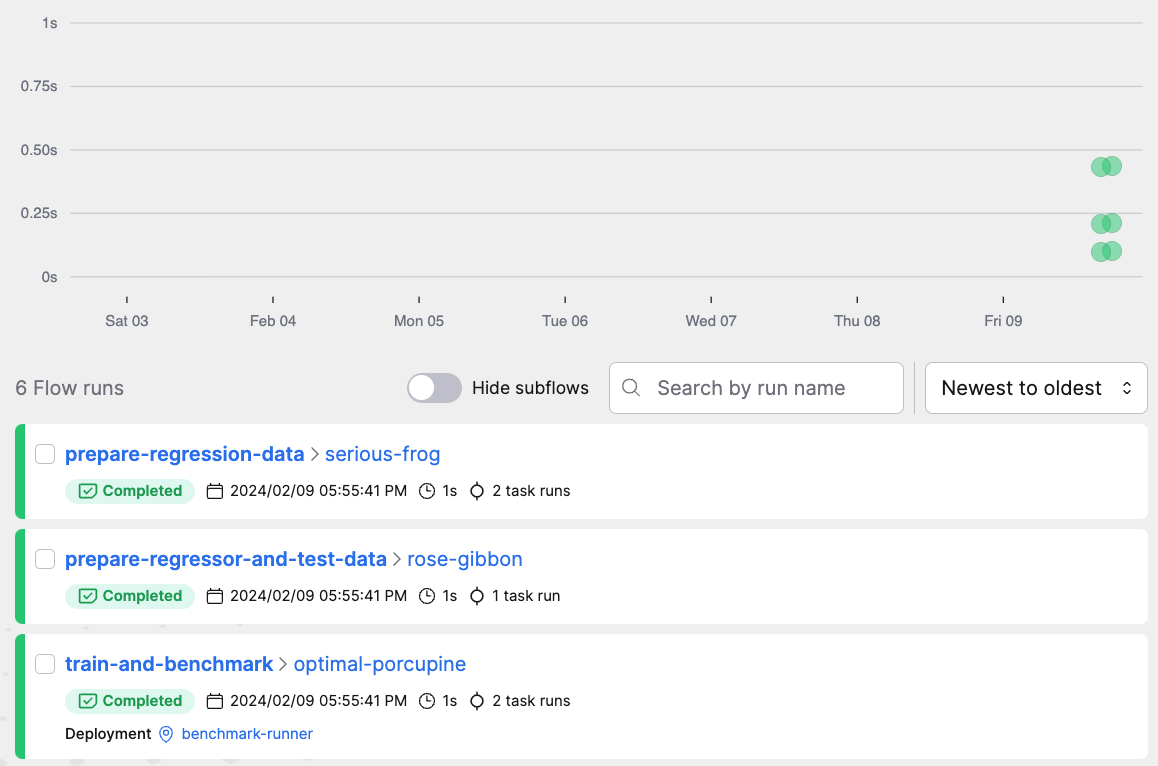 1s
0.75s
0.50s
0.25s
0s
Sat 03 Feb 04 Mon 05 Tue 06 Wed 07 Thu 08 Fri 09
6 Flow runs Hide subflows Search by run name Newest to oldest
prepare-regression-data > serious-frog
Completed 2024/02/09 05:55:41 PM 1s 2 task runs
prepare-regressor-and-test-data > rose-gibbon
Completed 2024/02/09 05:55:41 PM 1s 1 task run
train-and-benchmark > optimal-porcupine
Completed 2024/02/09 05:55:41 PM 1s 2 task runs
Deployment benchmark-runner